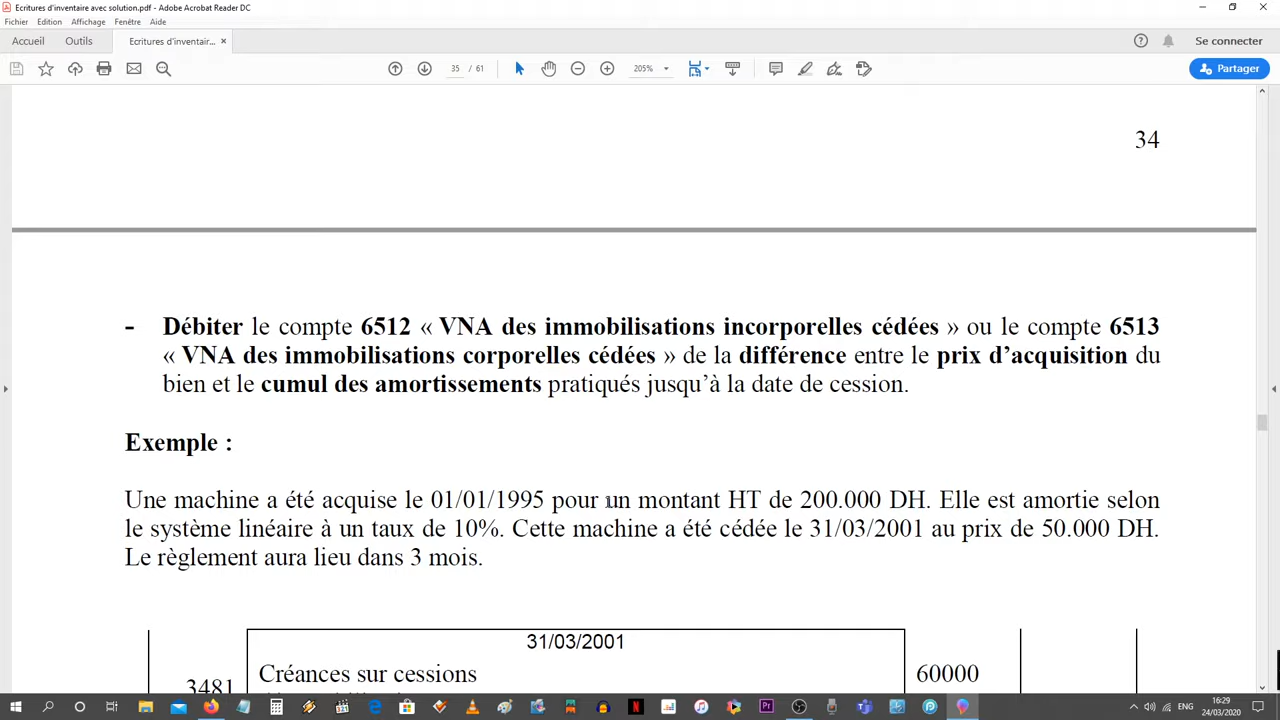 Ecritures d'inventaire avec solution.pdf - Adobe Acrobat Reader DC
Fichier Edition Affichage Fenêtre Aide
Accueil Outils Ecritures d'inventair... × Se connecter
35 / 61 205% Partager
34
- Débiter le compte 6512 « VNA des immobilisations incorporelles cédées » ou le compte 6513
« VNA des immobilisations corporelles cédées » de la différence entre le prix d’acquisition du
bien et le cumul des amortissements pratiqués jusqu’à la date de cession.
Exemple :
Une machine a été acquise le 01/01/1995 pour un montant HT de 200.000 DH. Elle est amortie selon
le système linéaire à un taux de 10%. Cette machine a été cédée le 31/03/2001 au prix de 50.000 DH.
Le règlement aura lieu dans 3 mois.
31/03/2001
Créances sur cessions 60000
3481
ENG 16:29
24/03/2020